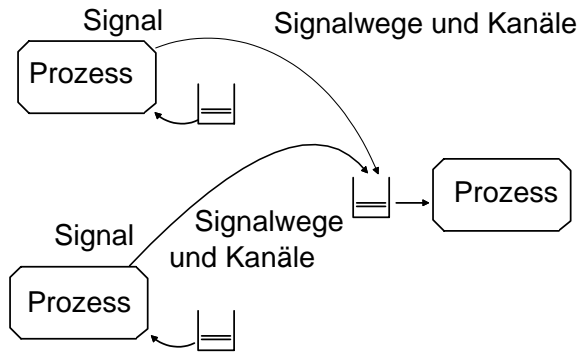 Signal
Signalwege und Kanäle
Prozess
Prozess
Signalwege
und Kanäle
Signal
Prozess